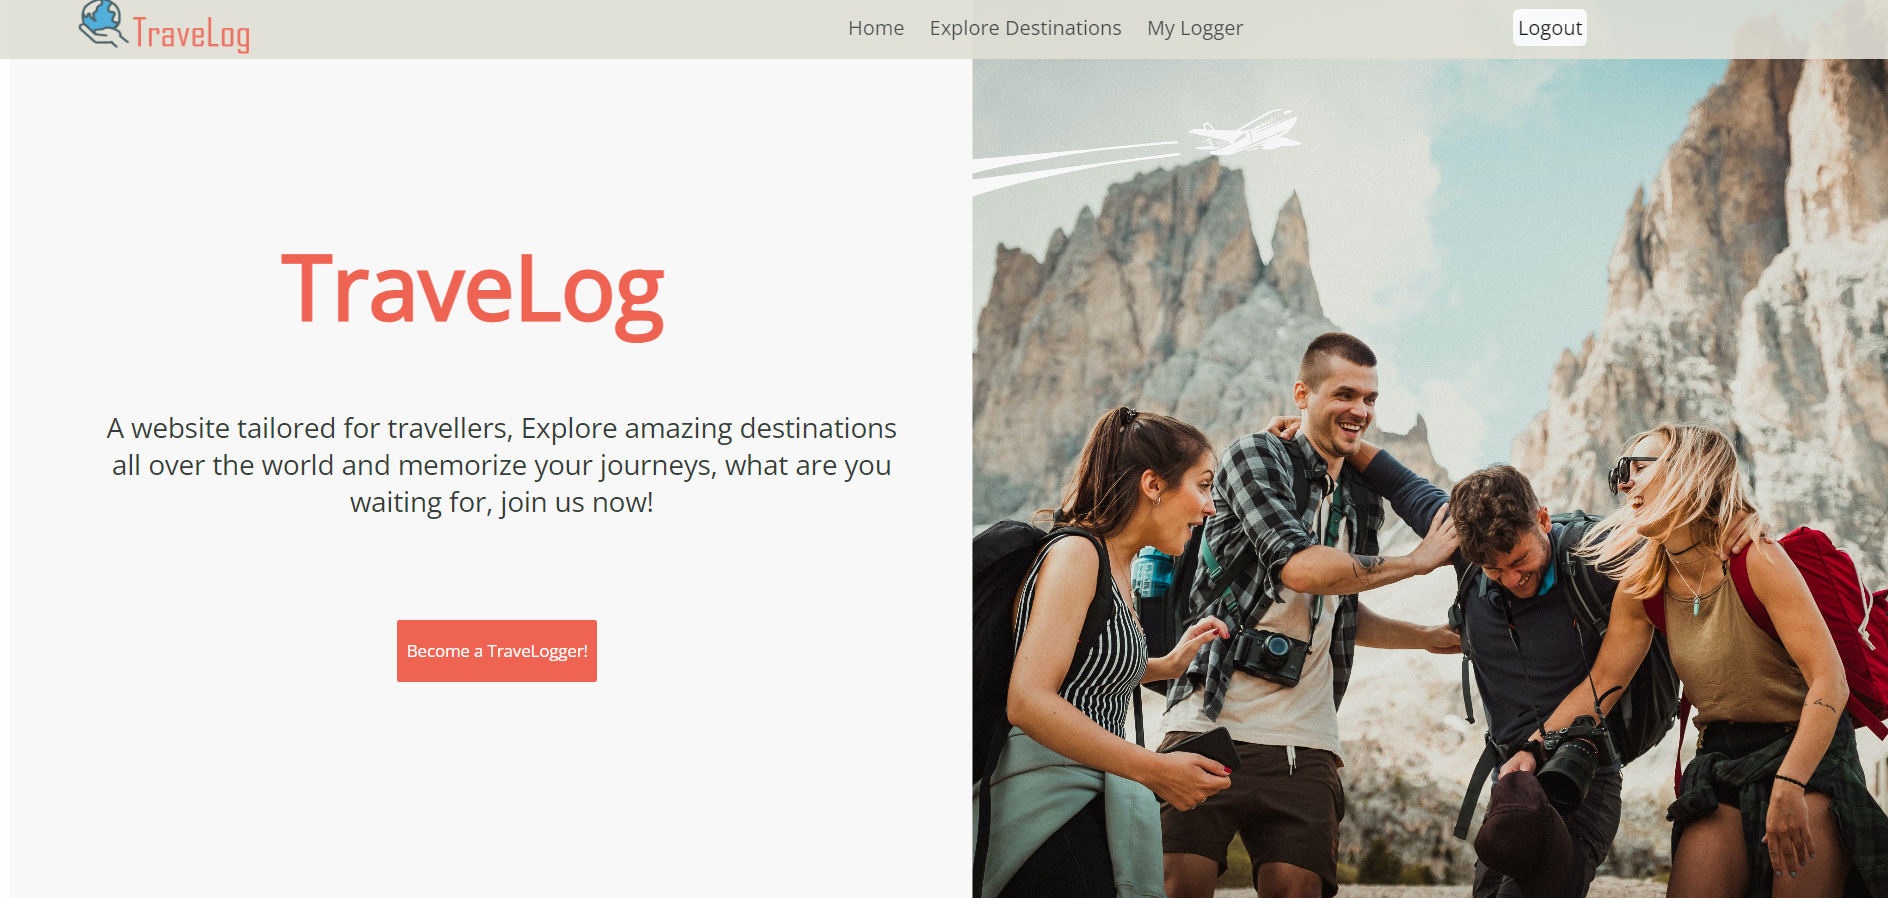 TraveLog
Home Explore Destinations My Logger
Logout
TraveLog
A website tailored for travellers, Explore amazing destinations
all over the world and memorize your journeys, what are you
waiting for, join us now!
Become a TraveLogger!